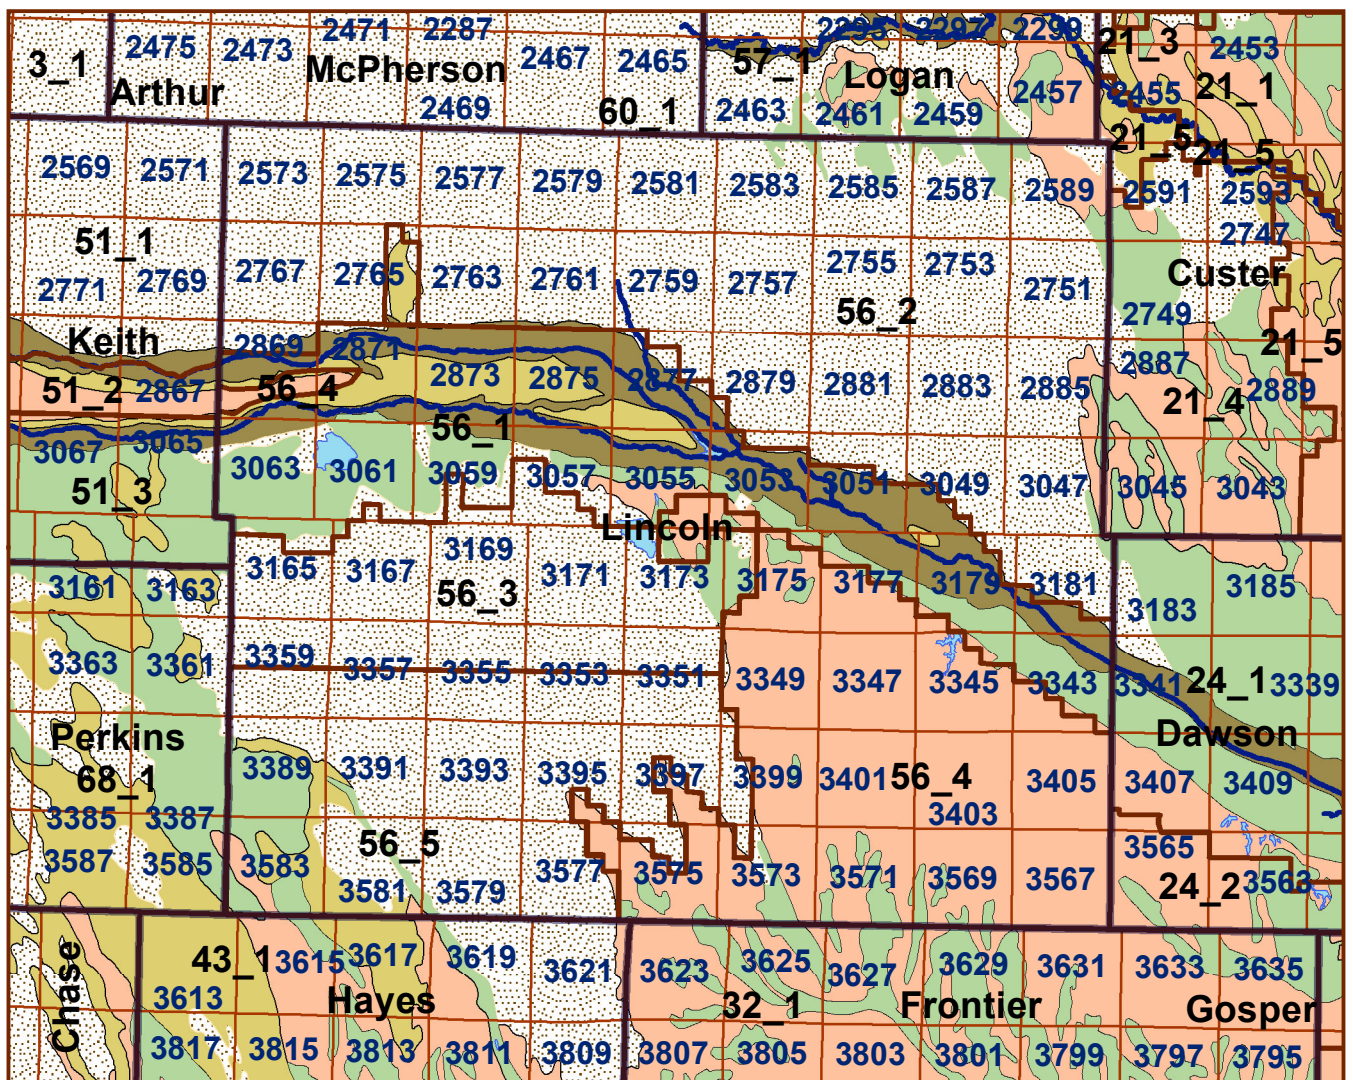 2471 2287 2295 2297 2299
2475 2473 2467 2465 21_3 2453
3_1 McPherson 57_1 Logan
Arthur 2469 60_1 2463 2461 2459 2457 2455 21_1
21_5 21_5
2569 2571 2573 2575 2577 2579 2581 2583 2585 2587 2589 2591 2593
51_1 2747
2771 2769 2767 2765 2763 2761 2759 2757 2755 2753 2751 Custer
56_2 2749
Keith 2869 2871 21_5
51_2 2867 56_4 2873 2875 2877 2879 2881 2883 2885 2887 2889
21_4
3067 3065 56_1
51_3 3063 3061 3059 3057 3055 3053 3051 3049 3047 3045 3043
Lincoln
3161 3163 3165 3167 3169 3171 3173 3175 3177 3179 3181 3183 3185
56_3
3363 3361 3359 3357 3355 3353 3351 3349 3347 3345 3343 3341 24_1 3339
Perkins Dawson
68_1 3389 3391 3393 3395 3397 3399 3401 56_4 3405 3407 3409
3385 3387 3403
56_5
3587 3585 3583 3581 3579 3577 3575 3573 3571 3569 3567 3565
24_2 3563
Chase 43_1 3615 3617 3619 3621 3623 3625 3627 3629 3631 3633 3635
3613 Hayes 32_1 Frontier Gosper
3817 3815 3813 3811 3809 3807 3805 3803 3801 3799 3797 3795